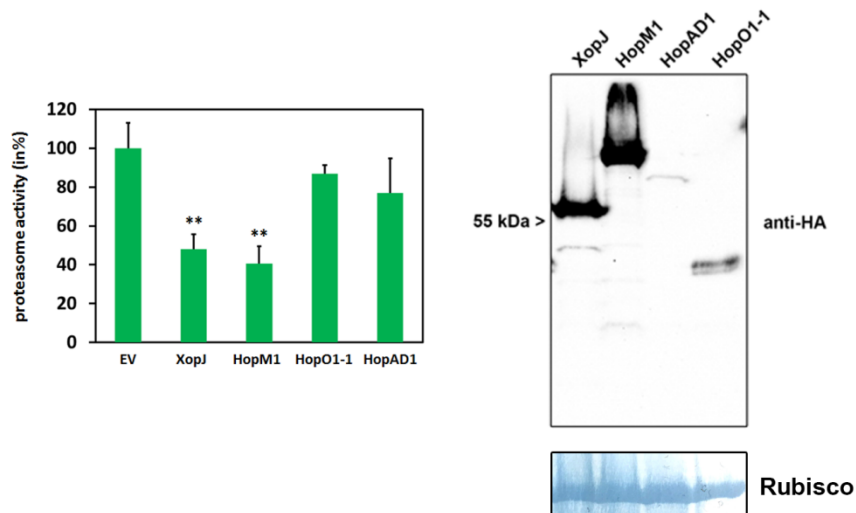 proteasome activity (in%)
120
100
80
60
40
20
0
**
**
EV XopJ HopM1 HopO1-1 HopAD1
XopJ HopM1 HopAD1 HopO1-1
55 kDa >
anti-HA
Rubisco